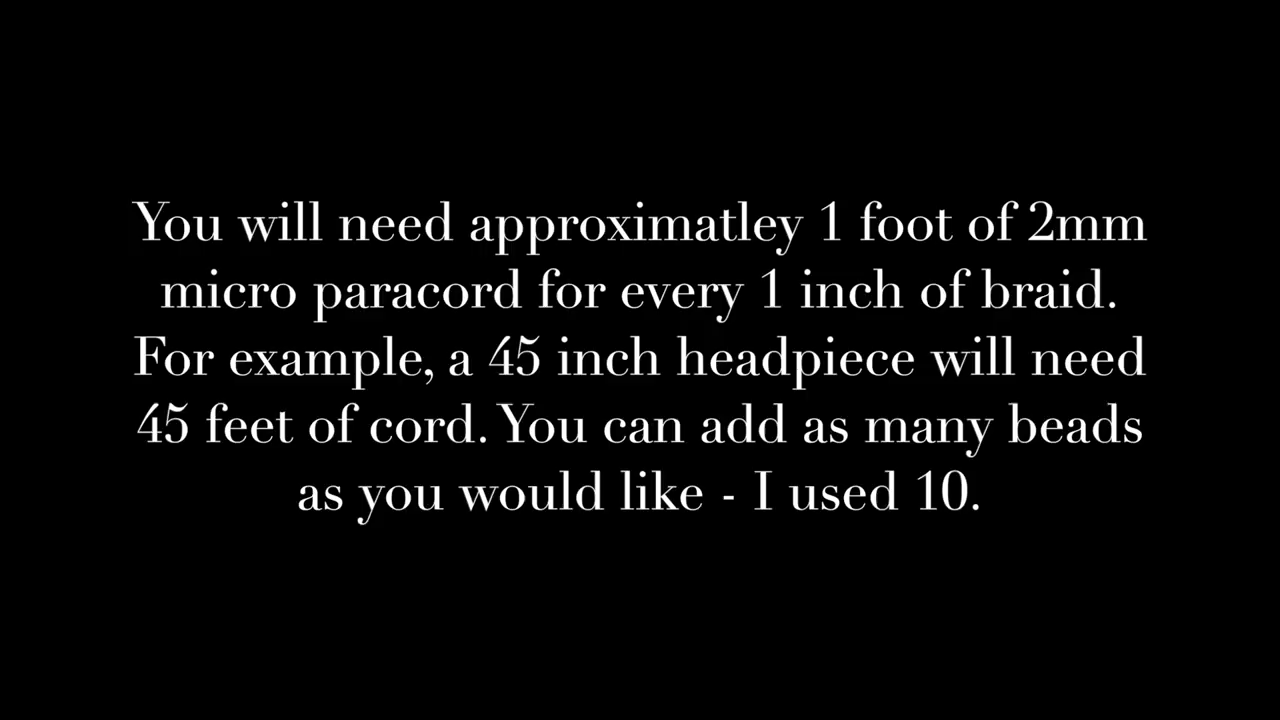 You will need approximatley 1 foot of 2mm
micro paracord for every 1 inch of braid.
For example, a 45 inch headpiece will need
45 feet of cord. You can add as many beads
as you would like - I used 10.